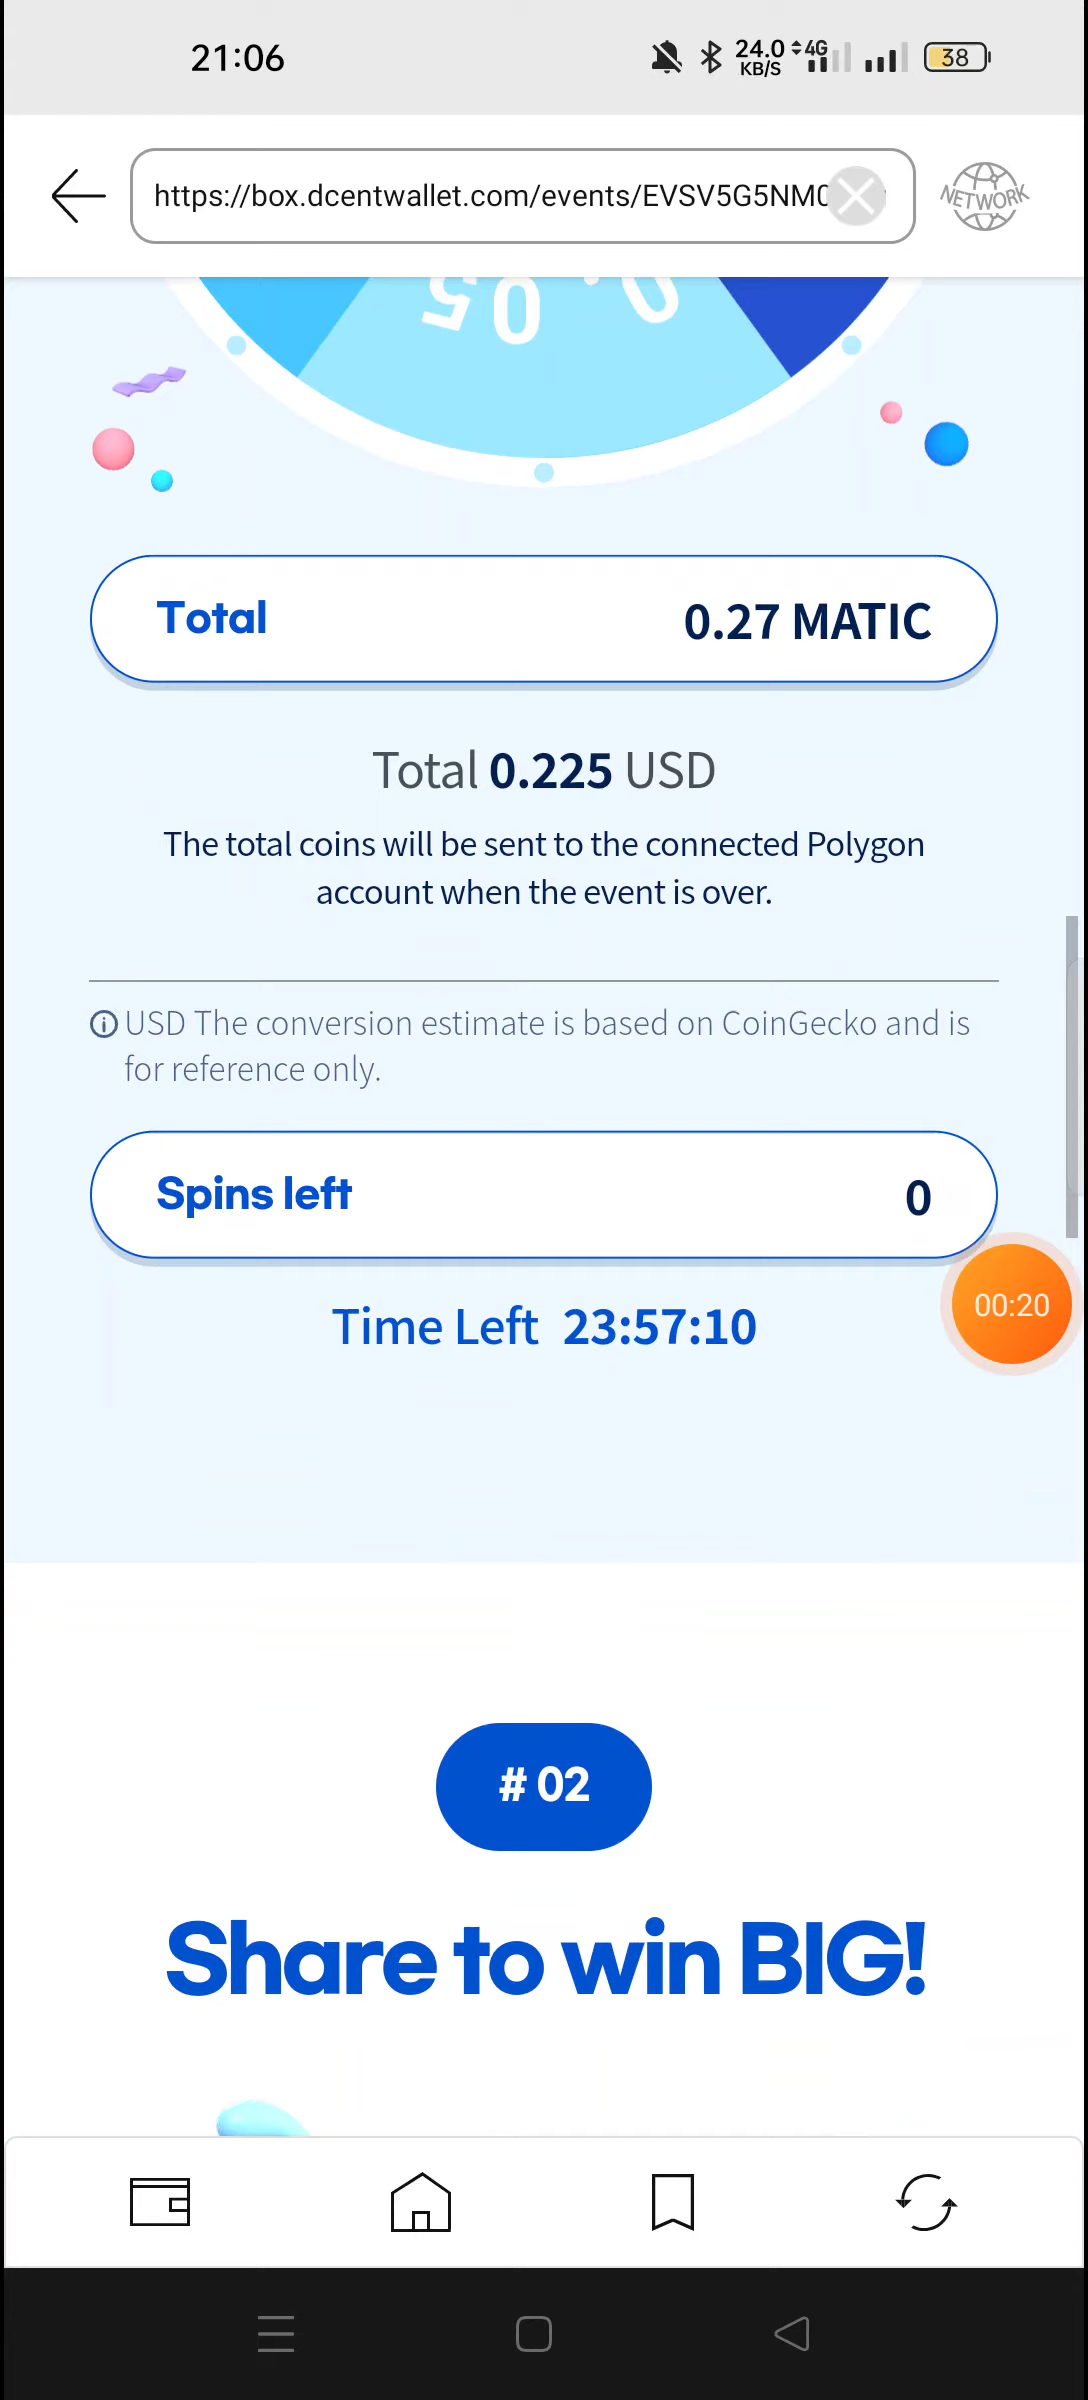 21:06
24.0
KB/S
4G
38
https://box.dcentwallet.com/events/EVSV5G5NM
NETWORK
0.05
Total
0.27 MATIC
Total 0.225 USD
The total coins will be sent to the connected Polygon
account when the event is over.
USD The conversion estimate is based on CoinGecko and is
for reference only.
Spins left
0
00:20
Time Left 23:57:10
# 02
Share to win BIG!